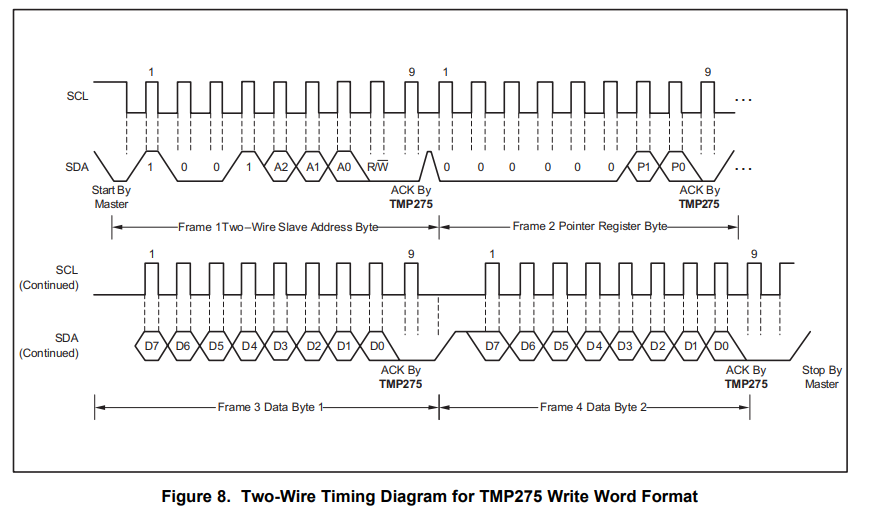 1 9 1 9
SCL ...
SDA 1 0 0 1 A2 A1 A0 R/W̅ 0 0 0 0 0 0 P1 P0 ...
Start By ACK By ACK By
Master TMP275 TMP275
Frame 1Two–Wire Slave Address Byte Frame 2 Pointer Register Byte
1 9 1 9
SCL
(Continued)
SDA D7 D6 D5 D4 D3 D2 D1 D0 D7 D6 D5 D4 D3 D2 D1 D0
(Continued)
ACK By ACK By Stop By
TMP275 TMP275 Master
Frame 3 Data Byte 1 Frame 4 Data Byte 2
Figure 8. Two-Wire Timing Diagram for TMP275 Write Word Format